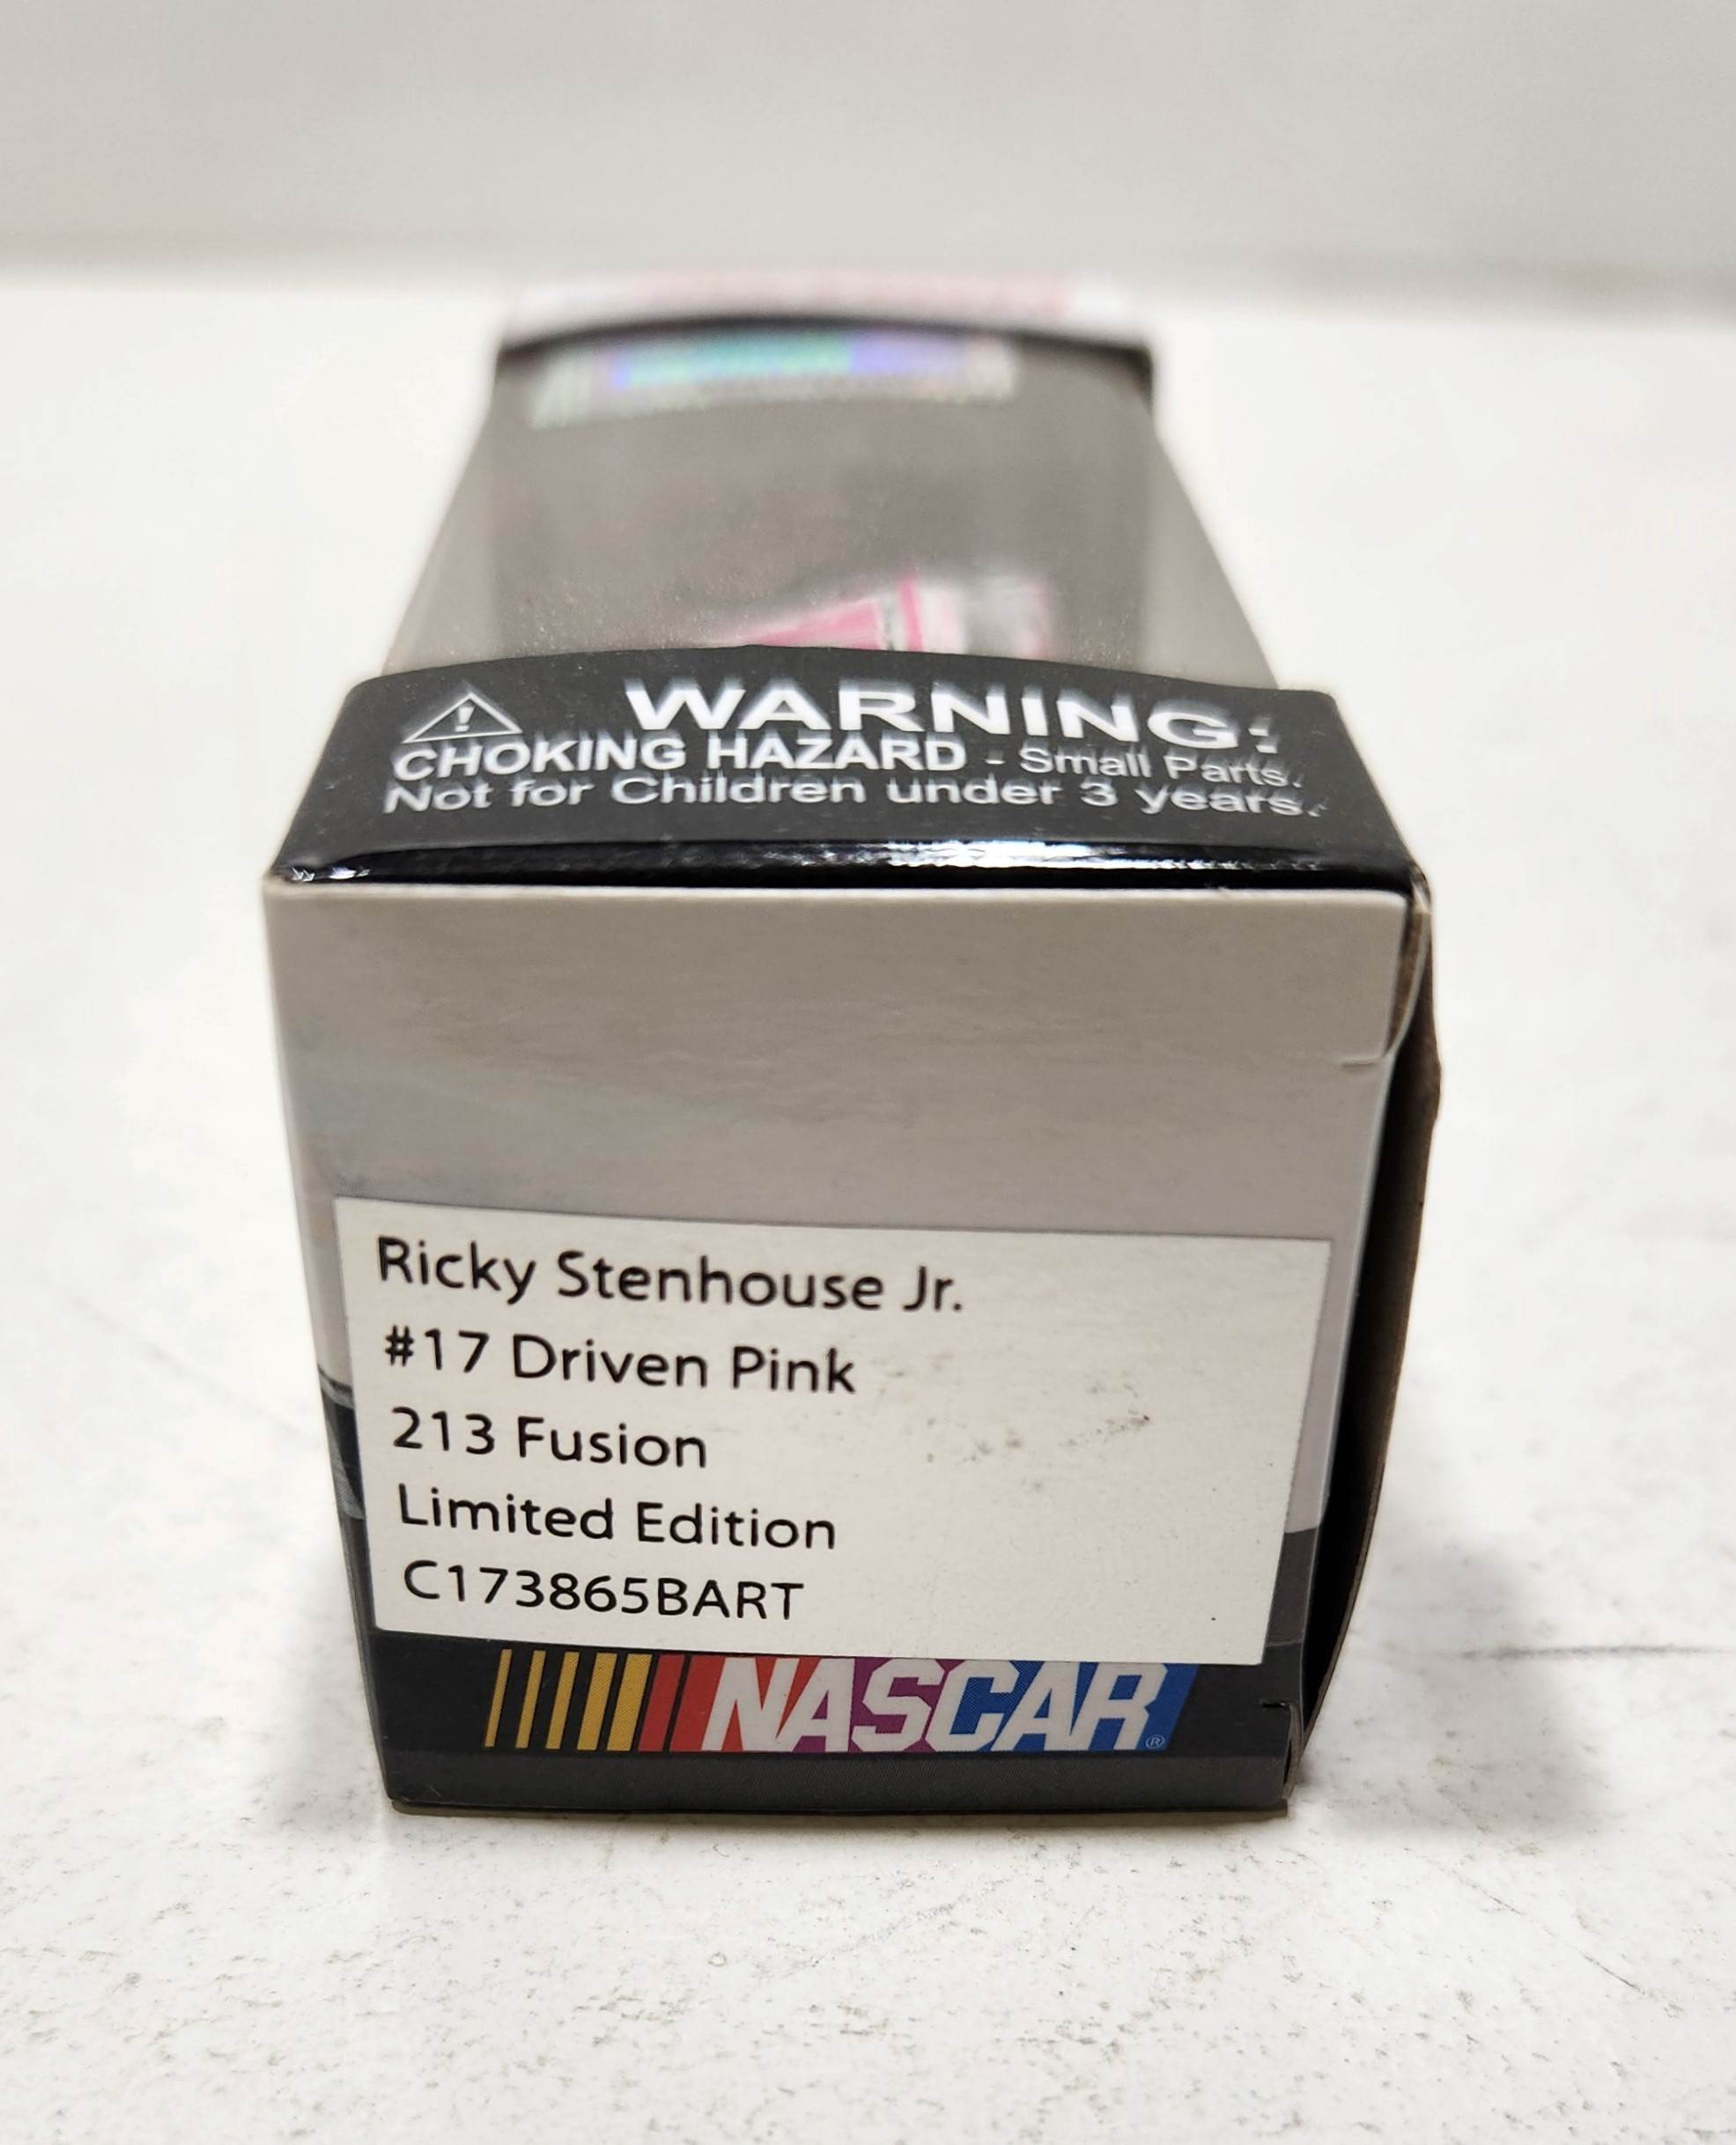 WARNING:
CHOKING HAZARD - Small Parts.
Not for Children under 3 years.
Ricky Stenhouse Jr.
#17 Driven Pink
213 Fusion
Limited Edition
C173865BART
NASCAR®